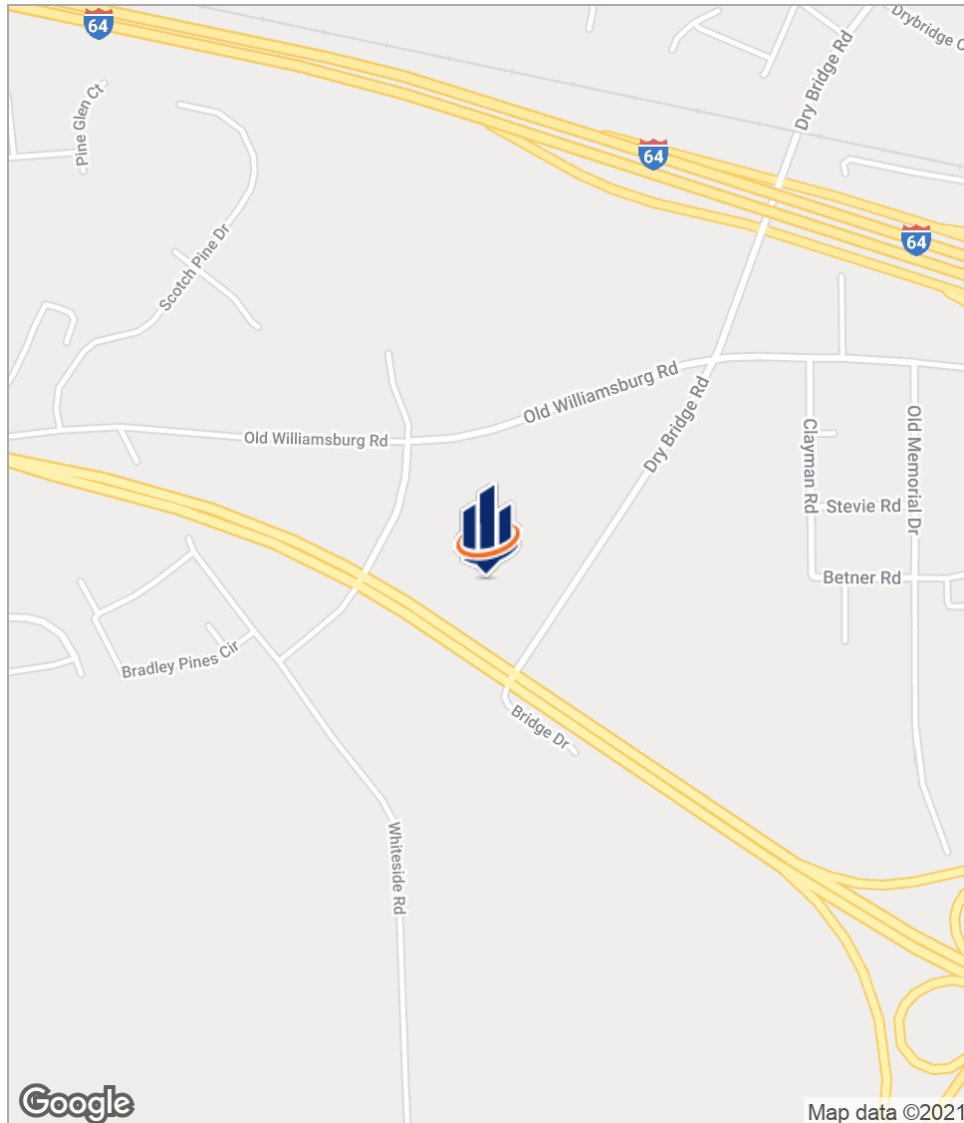 64
Drybridge C
Dry Bridge Rd
Pine Glen Ct
64
64
Scotch Pine Dr
Old Williamsburg Rd
Dry Bridge Rd
Old Williamsburg Rd
Clayman Rd
Old Memorial Dr
Stevie Rd
Betner Rd
Bradley Pines Cir
Bridge Dr
Whiteside Rd
Google
Map data ©2021